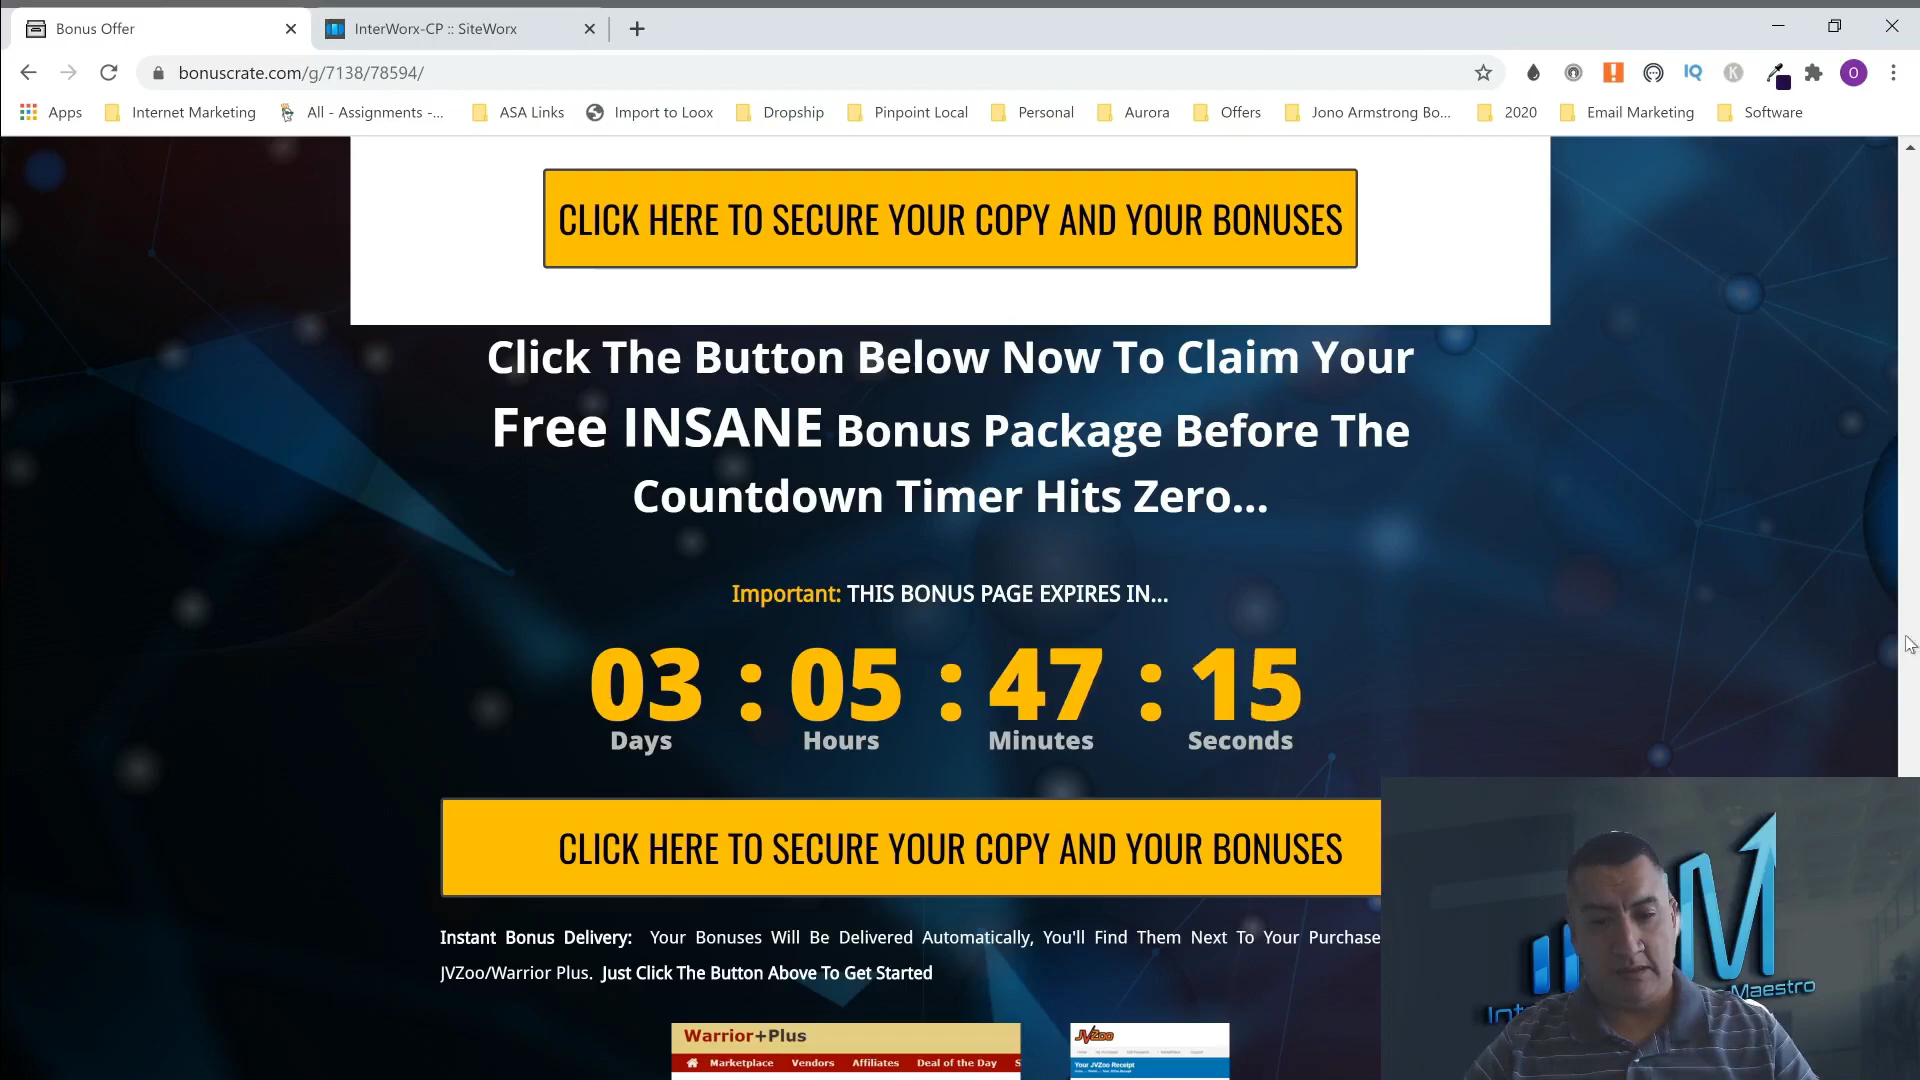 Bonus Offer
InterWorx-CP :: SiteWorx
bonuscrate.com/g/7138/78594/
IQ
K
O
Apps
Internet Marketing
All - Assignments -...
ASA Links
Import to Loox
Dropship
Pinpoint Local
Personal
Aurora
Offers
Jono Armstrong Bo...
2020
Email Marketing
Software
CLICK HERE TO SECURE YOUR COPY AND YOUR BONUSES
Click The Button Below Now To Claim Your
Free INSANE Bonus Package Before The
Countdown Timer Hits Zero...
Important: THIS BONUS PAGE EXPIRES IN...
03 : 05 : 47 : 15
Days Hours Minutes Seconds
CLICK HERE TO SECURE YOUR COPY AND YOUR BONUSES
Instant Bonus Delivery: Your Bonuses Will Be Delivered Automatically, You'll Find Them Next To Your Purchase
JVZoo/Warrior Plus. Just Click The Button Above To Get Started
Warrior+Plus
Marketplace Vendors Affiliates Deal of the Day S
JVZoo
Your JVZoo Receipt
M
Int
Maestro